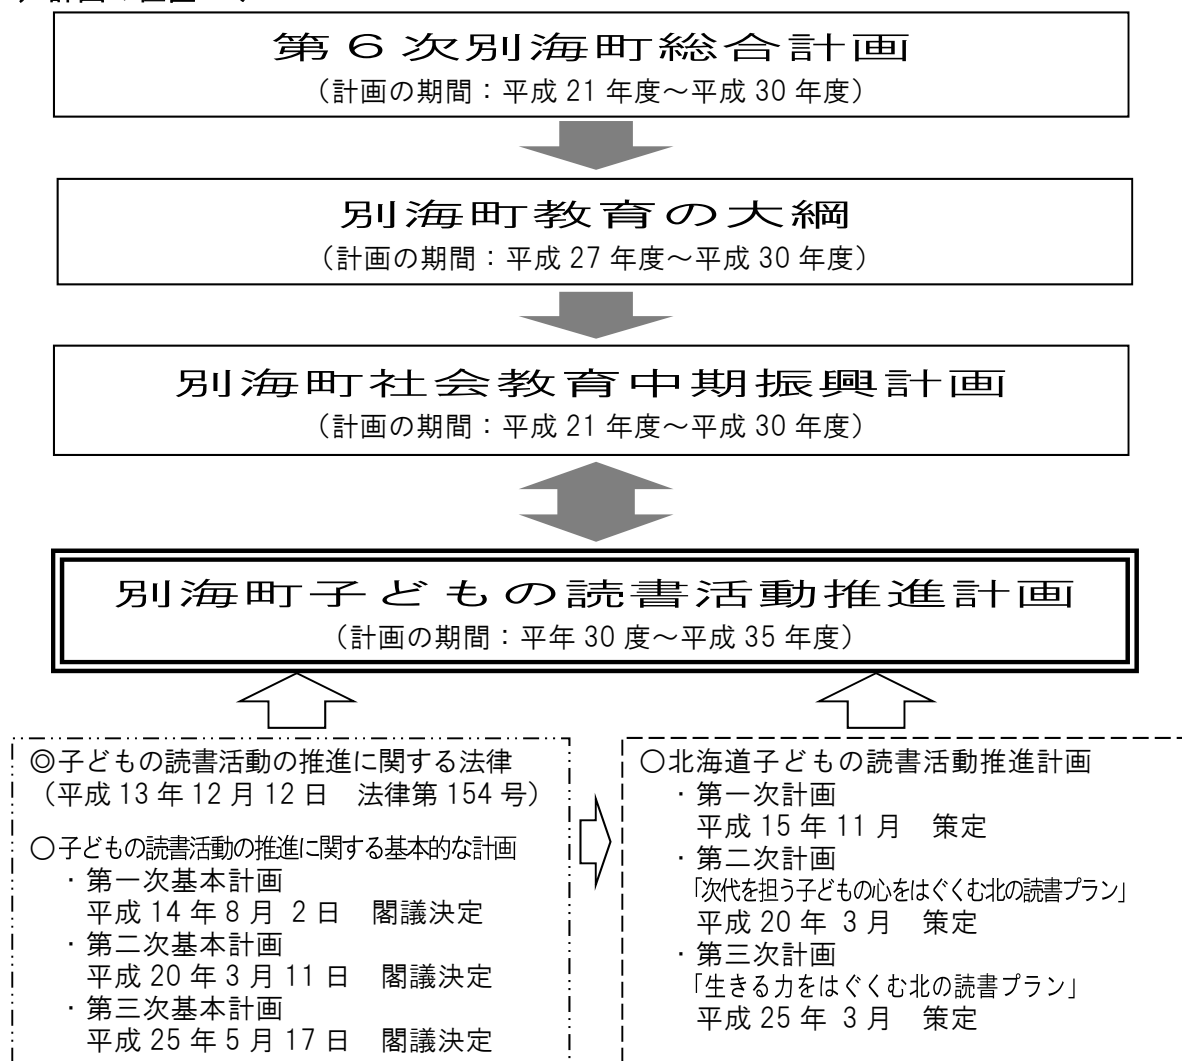 第６次別海町総合計画
（計画の期間：平成 21 年度～平成 30 年度）
別海町教育の大綱
（計画の期間：平成 27 年度～平成 30 年度）
別海町社会教育中期振興計画
（計画の期間：平成 21 年度～平成 30 年度）
別海町子どもの読書活動推進計画
（計画の期間：平年 30 度～平成 35 年度）
◎子どもの読書活動の推進に関する法律
（平成 13 年 12 月 12 日　法律第 154 号）
○子どもの読書活動の推進に関する基本的な計画
・第一次基本計画
平成 14 年 8 月 2 日　閣議決定
・第二次基本計画
平成 20 年 3 月 11 日　閣議決定
・第三次基本計画
平成 25 年 5 月 17 日　閣議決定
○北海道子どもの読書活動推進計画
・第一次計画
平成 15 年 11 月　策定
・第二次計画
「次代を担う子どもの心をはぐくむ北の読書プラン」
平成 20 年 3 月　策定
・第三次計画
「生きる力をはぐくむ北の読書プラン」
平成 25 年 3 月　策定